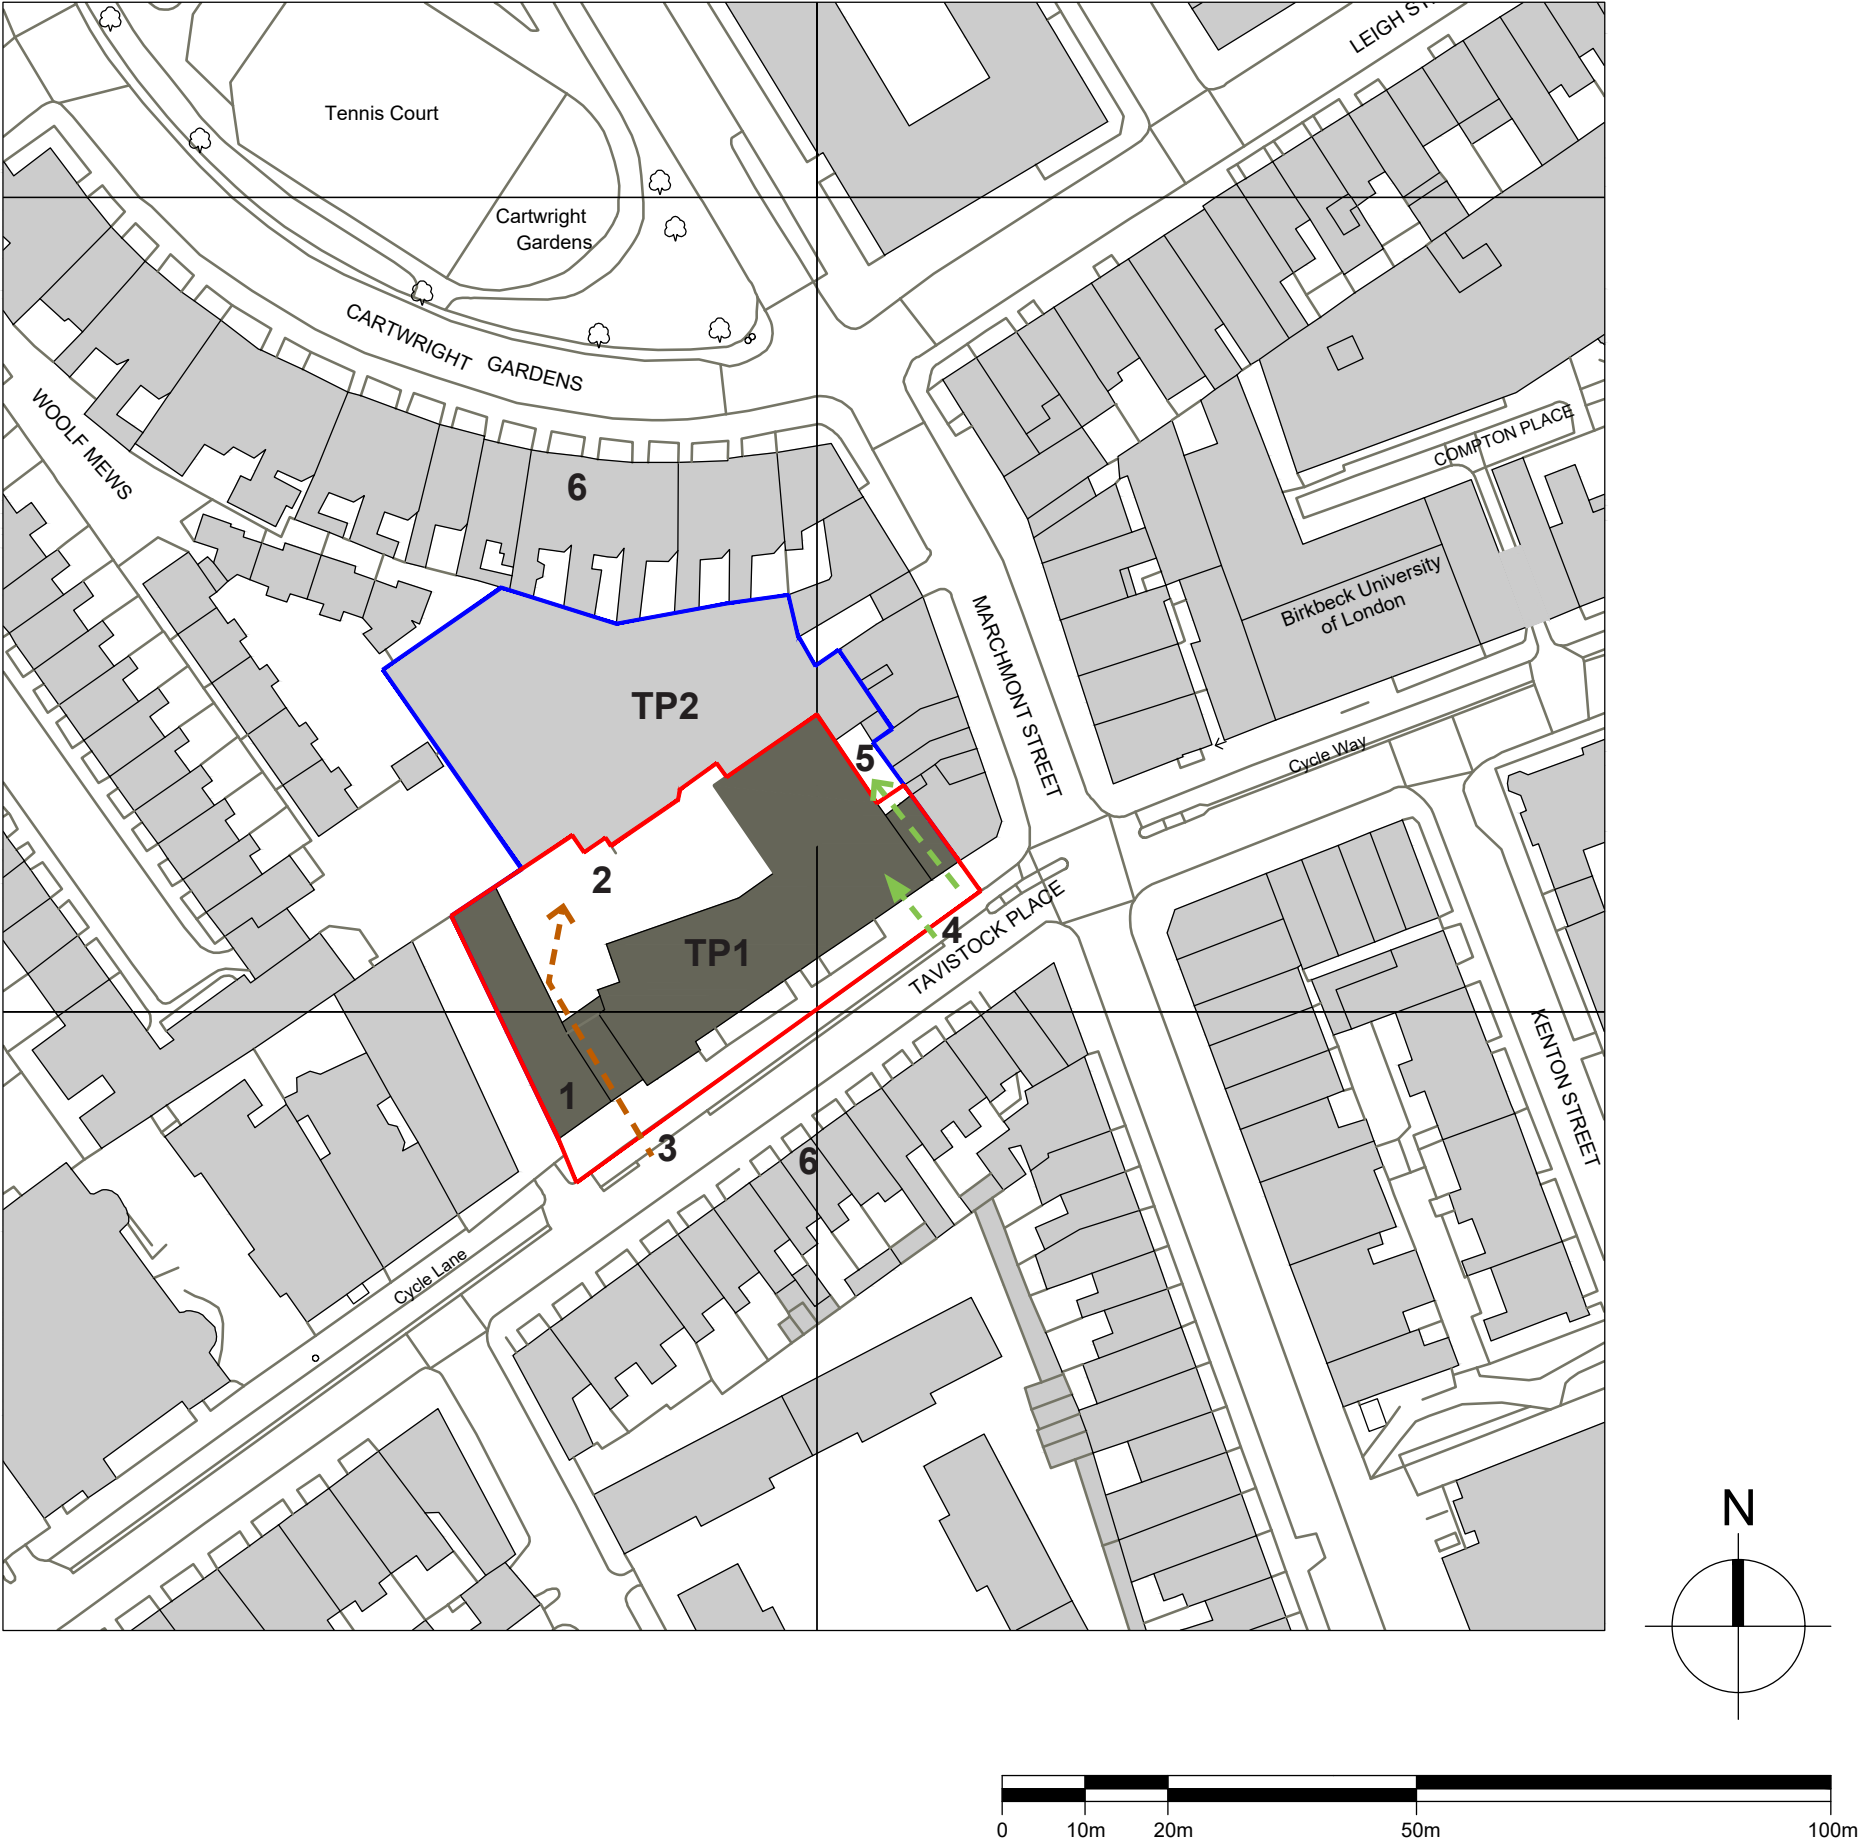 LEIGH
Tennis Court
Cartwright
Gardens
CARTWRIGHT GARDENS
WOOLF MEWS
COMPTON PLACE
6
Birkbeck University
of London
MARCHMONT STREET
TP2
5
Cycle Way
2
TP1
4
TAVISTOCK PLACE
1
3
6
KENTON STREET
Cycle Lane
N
0 10m 20m 50m 100m